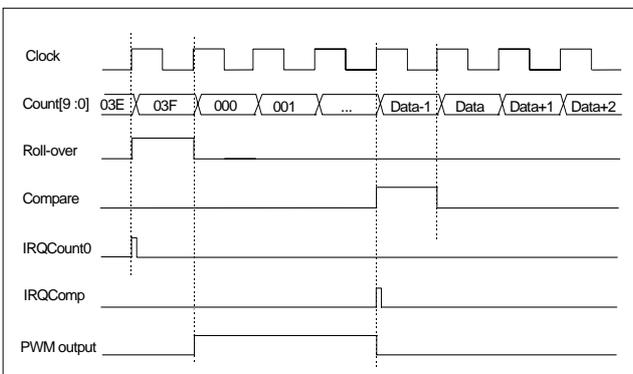 Clock
Count[9 :0] 03E 03F 000 001 ... Data-1 Data Data+1 Data+2
Roll-over
Compare
IRQCount0
IRQComp
PWM output